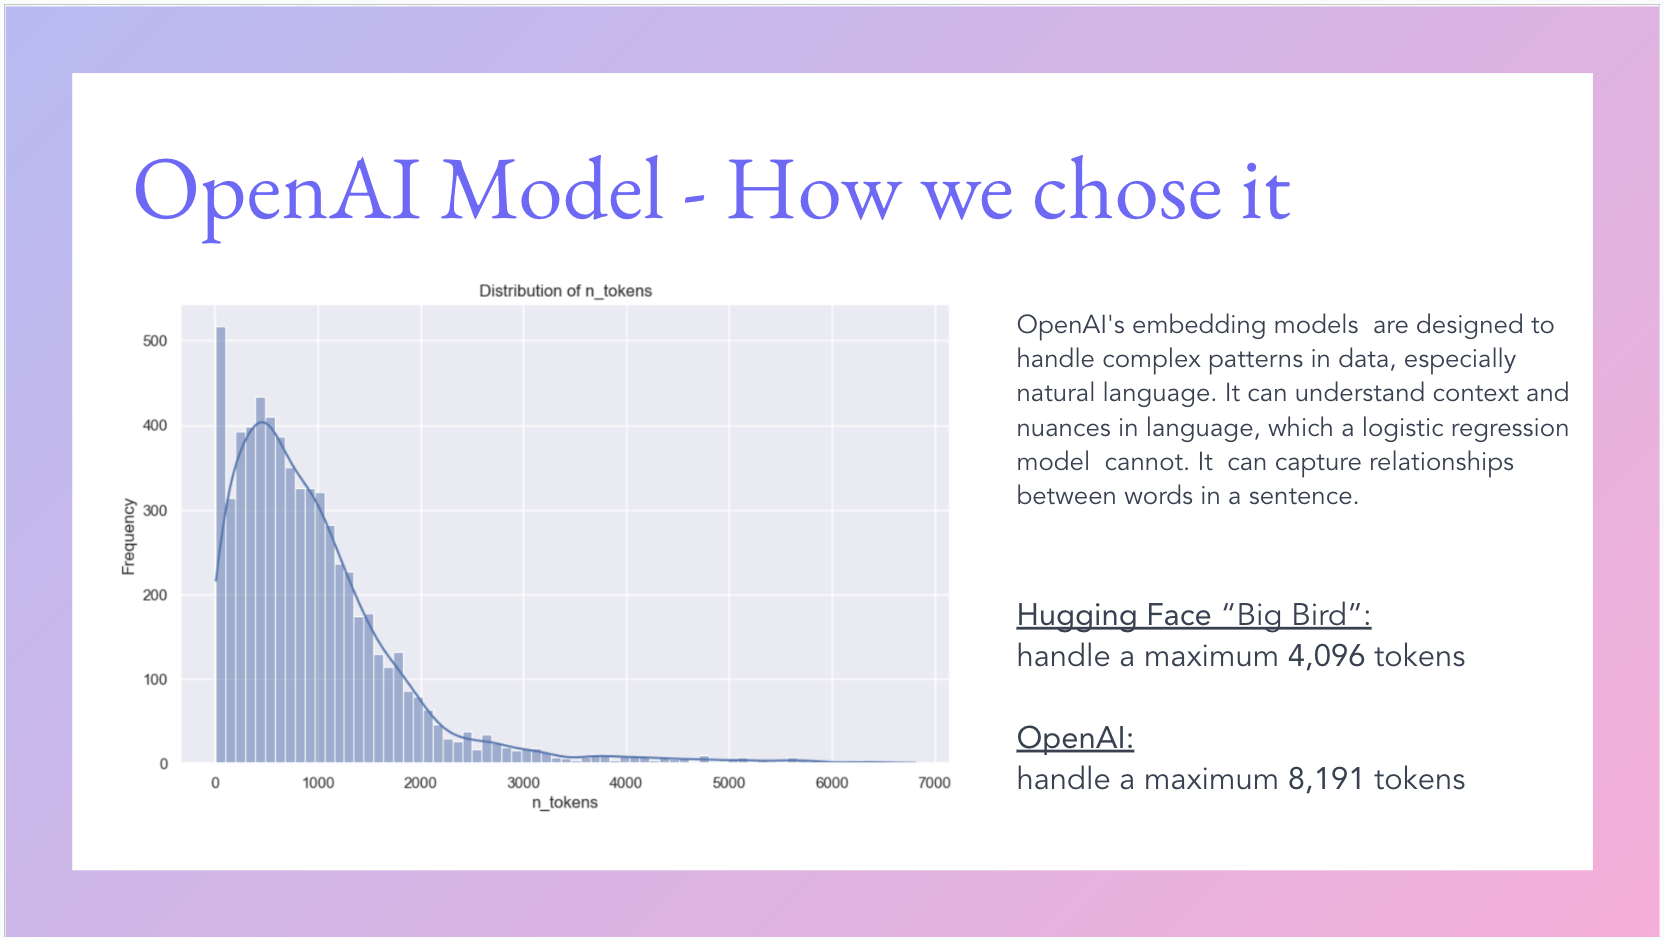 OpenAI Model - How we chose it
Distribution of n_tokens
500
400
300
200
100
0
Frequency
0 1000 2000 3000 4000 5000 6000 7000
n_tokens
OpenAI's embedding models  are designed to
handle complex patterns in data, especially
natural language. It can understand context and
nuances in language, which a logistic regression
model  cannot. It  can capture relationships
between words in a sentence.
Hugging Face “Big Bird”:
handle a maximum 4,096 tokens
OpenAI:
handle a maximum 8,191 tokens